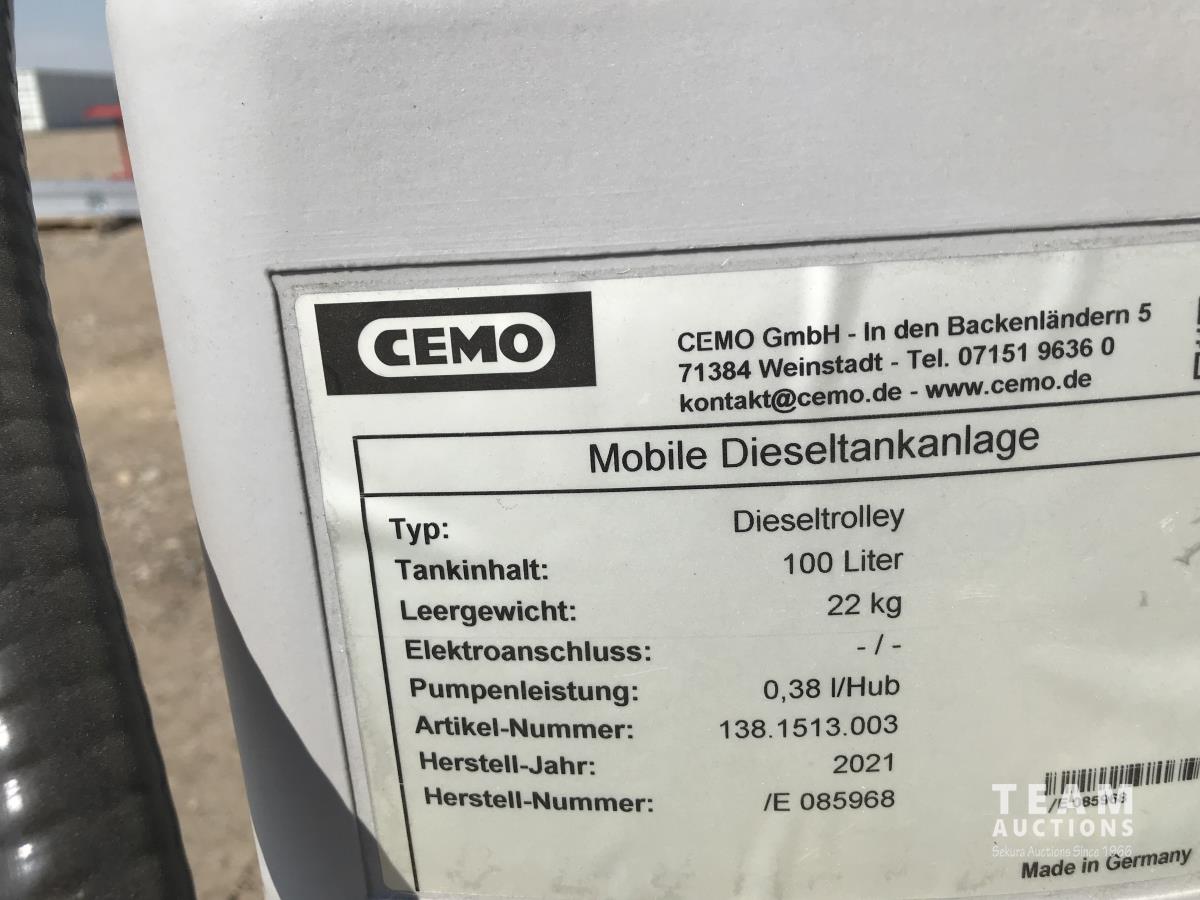 CEMO
CEMO GmbH - In den Backenländern 5
71384 Weinstadt - Tel. 07151 9636 0
kontakt@cemo.de - www.cemo.de
Mobile Dieseltankanlage
Typ: Dieseltrolley
Tankinhalt: 100 Liter
Leergewicht: 22 kg
Elektroanschluss: - / -
Pumpenleistung: 0,38 l/Hub
Artikel-Nummer: 138.1513.003
Herstell-Jahr: 2021
Herstell-Nummer: /E 085968
/E 085968
TEAM
AUCTIONS
Sekura Auctions Since 1966
Made in Germany